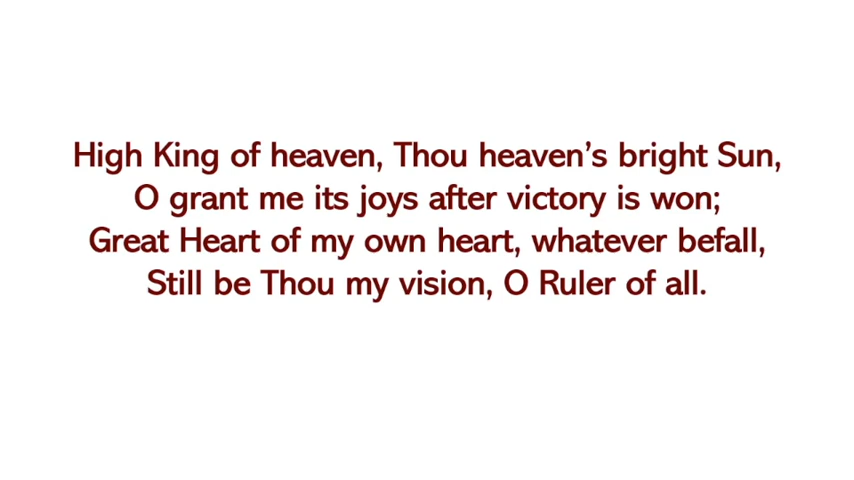 High King of heaven, Thou heaven’s bright Sun,
O grant me its joys after victory is won;
Great Heart of my own heart, whatever befall,
Still be Thou my vision, O Ruler of all.